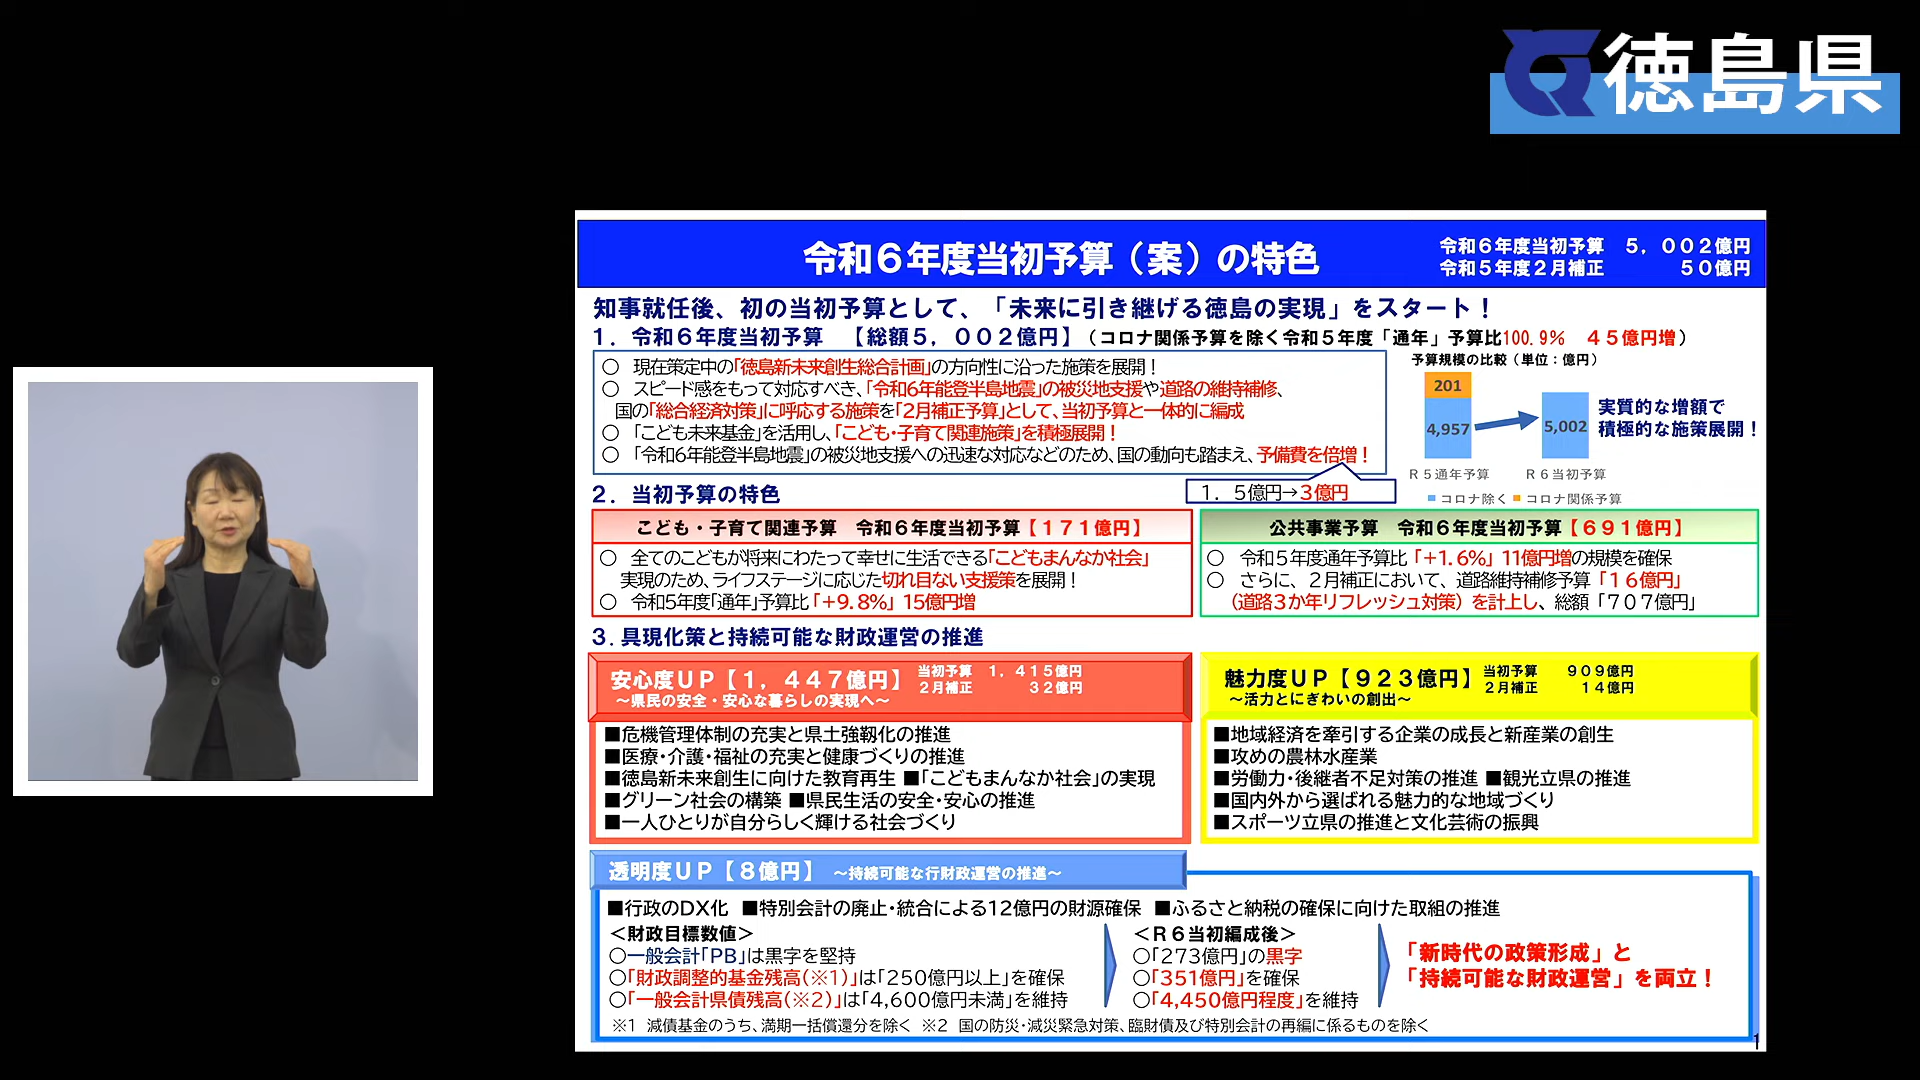 徳島県
令和６年度当初予算（案）の特色
令和６年度当初予算　５，００２億円
令和５年度２月補正　５０億円
知事就任後、初の当初予算として、「未来に引き継げる徳島の実現」をスタート！
１．令和６年度当初予算　【総額５，００２億円】（コロナ関係予算を除く令和５年度「通年」予算比100.9%　４５億円増）
○　現在策定中の「徳島新未来創生総合計画」の方向性に沿った施策を展開！
○　スピード感をもって対応すべき、「令和6年能登半島地震」の被災地支援や道路の維持補修、
国の「総合経済対策」に呼応する施策を「２月補正予算」として、当初予算と一体的に編成
○　「こども未来基金」を活用し、「こども・子育て関連施策」を積極展開！
○　「令和6年能登半島地震」の被災地支援への迅速な対応などのため、国の動向も踏まえ、予備費を倍増！
１．５億円→３億円
予算規模の比較（単位：億円）
201
4,957
5,002
Ｒ５通年予算　Ｒ６当初予算
■コロナ除く ■コロナ関係予算
実質的な増額で
積極的な施策展開！
２．当初予算の特色
こども・子育て関連予算　令和６年度当初予算【１７１億円】
○　全てのこどもが将来にわたって幸せに生活できる「こどもまんなか社会」
実現のため、ライフステージに応じた切れ目ない支援策を展開！
○　令和5年度「通年」予算比「＋9.8％」 15億円増
公共事業予算　令和６年度当初予算【６９１億円】
○　令和５年度通年予算比「＋1.6％」 11億円増の規模を確保
○　さらに、２月補正において、道路維持補修予算「１６億円」
（道路３か年リフレッシュ対策）を計上し、総額「７０７億円」
３．具現化策と持続可能な財政運営の推進
安心度ＵＰ【１，４４７億円】
当初予算　１，４１５億円
２月補正　３２億円
～県民の安全・安心な暮らしの実現へ～
■危機管理体制の充実と県土強靱化の推進
■医療・介護・福祉の充実と健康づくりの推進
■徳島新未来創生に向けた教育再生 ■「こどもまんなか社会」の実現
■グリーン社会の構築 ■県民生活の安全・安心の推進
■一人ひとりが自分らしく輝ける社会づくり
魅力度ＵＰ【９２３億円】
当初予算　９０９億円
２月補正　１４億円
～活力とにぎわいの創出～
■地域経済を牽引する企業の成長と新産業の創生
■攻めの農林水産業
■労働力・後継者不足対策の推進 ■観光立県の推進
■国内外から選ばれる魅力的な地域づくり
■スポーツ立県の推進と文化芸術の振興
透明度ＵＰ【８億円】　～持続可能な行財政運営の推進～
■行政のＤＸ化　■特別会計の廃止・統合による12億円の財源確保　■ふるさと納税の確保に向けた取組の推進
＜財政目標数値＞
○一般会計「PB」は黒字を堅持
○「財政調整的基金残高（※１）」は「250億円以上」を確保
○「一般会計県債残高（※２）」は「4,600億円未満」を維持
＜Ｒ６当初編成後＞
○「273億円」の黒字
○「351億円」を確保
○「4,450億円程度」を維持
「新時代の政策形成」と
「持続可能な財政運営」を両立！
※1　減債基金のうち、満期一括償還分を除く　※2　国の防災・減災緊急対策、臨財債及び特別会計の再編に係るものを除く
1